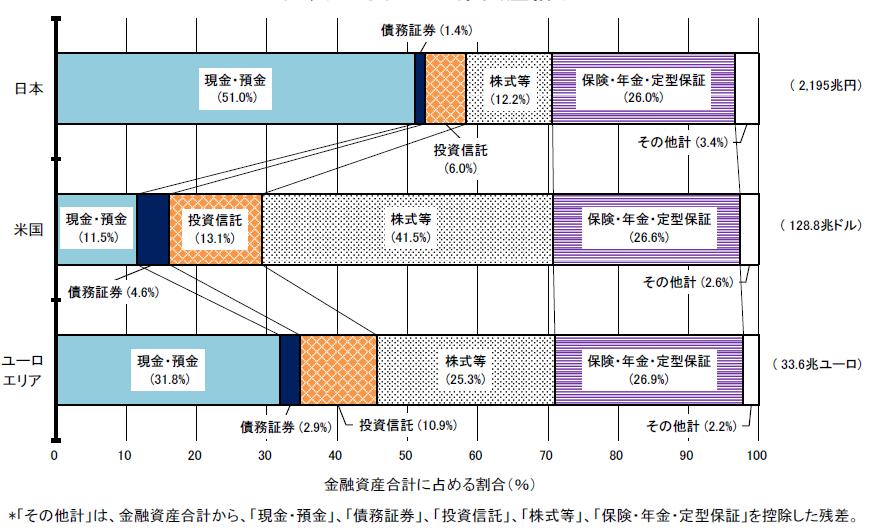 債務証券(1.4%)
日本
現金・預金
(51.0%)
株式等
(12.2%)
保険・年金・定型保証
(26.0%)
(2,195兆円)
投資信託
(6.0%)
その他計(3.4%)
米国
現金・預金
(11.5%)
投資信託
(13.1%)
株式等
(41.5%)
保険・年金・定型保証
(26.6%)
(128.8兆ドル)
債務証券(4.6%)
その他計(2.6%)
ユーロ
エリア
現金・預金
(31.8%)
株式等
(25.3%)
保険・年金・定型保証
(26.9%)
(33.6兆ユーロ)
債務証券(2.9%)
投資信託(10.9%)
その他計(2.2%)
0 10 20 30 40 50 60 70 80 90 100
金融資産合計に占める割合(%)
*「その他計」は、金融資産合計から、「現金・預金」、「債務証券」、「投資信託」、「株式等」、「保険・年金・定型保証」を控除した残差。